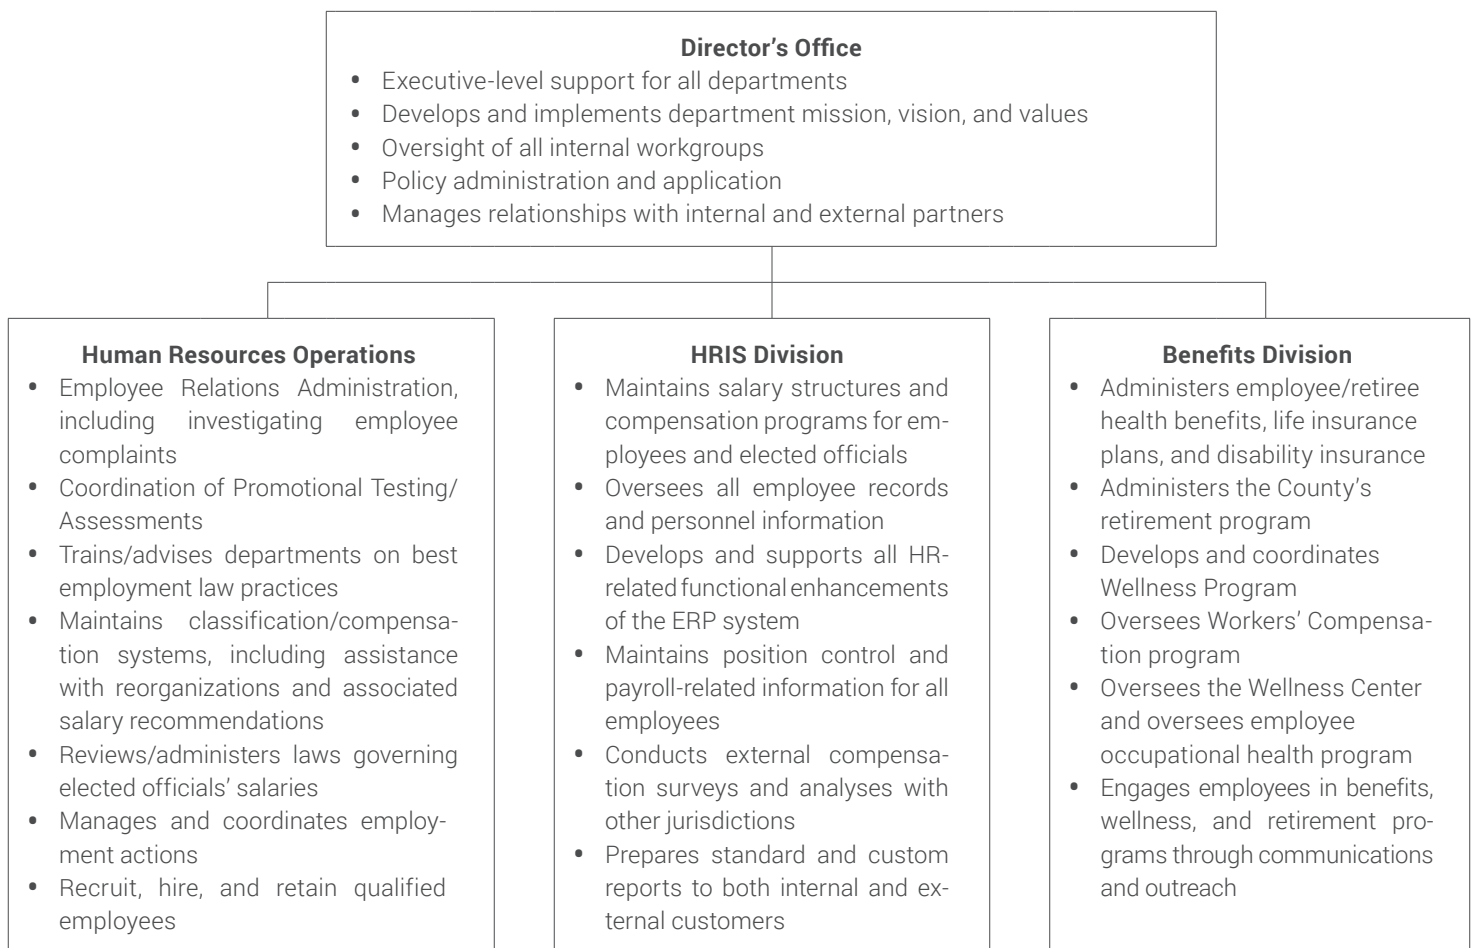 Director’s Office
• Executive-level support for all departments
• Develops and implements department mission, vision, and values
• Oversight of all internal workgroups
• Policy administration and application
• Manages relationships with internal and external partners
Human Resources Operations
• Employee Relations Administration,
including investigating employee
complaints
• Coordination of Promotional Testing/
Assessments
• Trains/advises departments on best
employment law practices
• Maintains classification/compensa-
tion systems, including assistance
with reorganizations and associated
salary recommendations
• Reviews/administers laws governing
elected officials’ salaries
• Manages and coordinates employ-
ment actions
• Recruit, hire, and retain qualified
employees
HRIS Division
• Maintains salary structures and
compensation programs for em-
ployees and elected officials
• Oversees all employee records
and personnel information
• Develops and supports all HR-
related functional enhancements
of the ERP system
• Maintains position control and
payroll-related information for all
employees
• Conducts external compensa-
tion surveys and analyses with
other jurisdictions
• Prepares standard and custom
reports to both internal and ex-
ternal customers
Benefits Division
• Administers employee/retiree
health benefits, life insurance
plans, and disability insurance
• Administers the County’s
retirement program
• Develops and coordinates
Wellness Program
• Oversees Workers’ Compensa-
tion program
• Oversees the Wellness Center
and oversees employee
occupational health program
• Engages employees in benefits,
wellness, and retirement pro-
grams through communications
and outreach